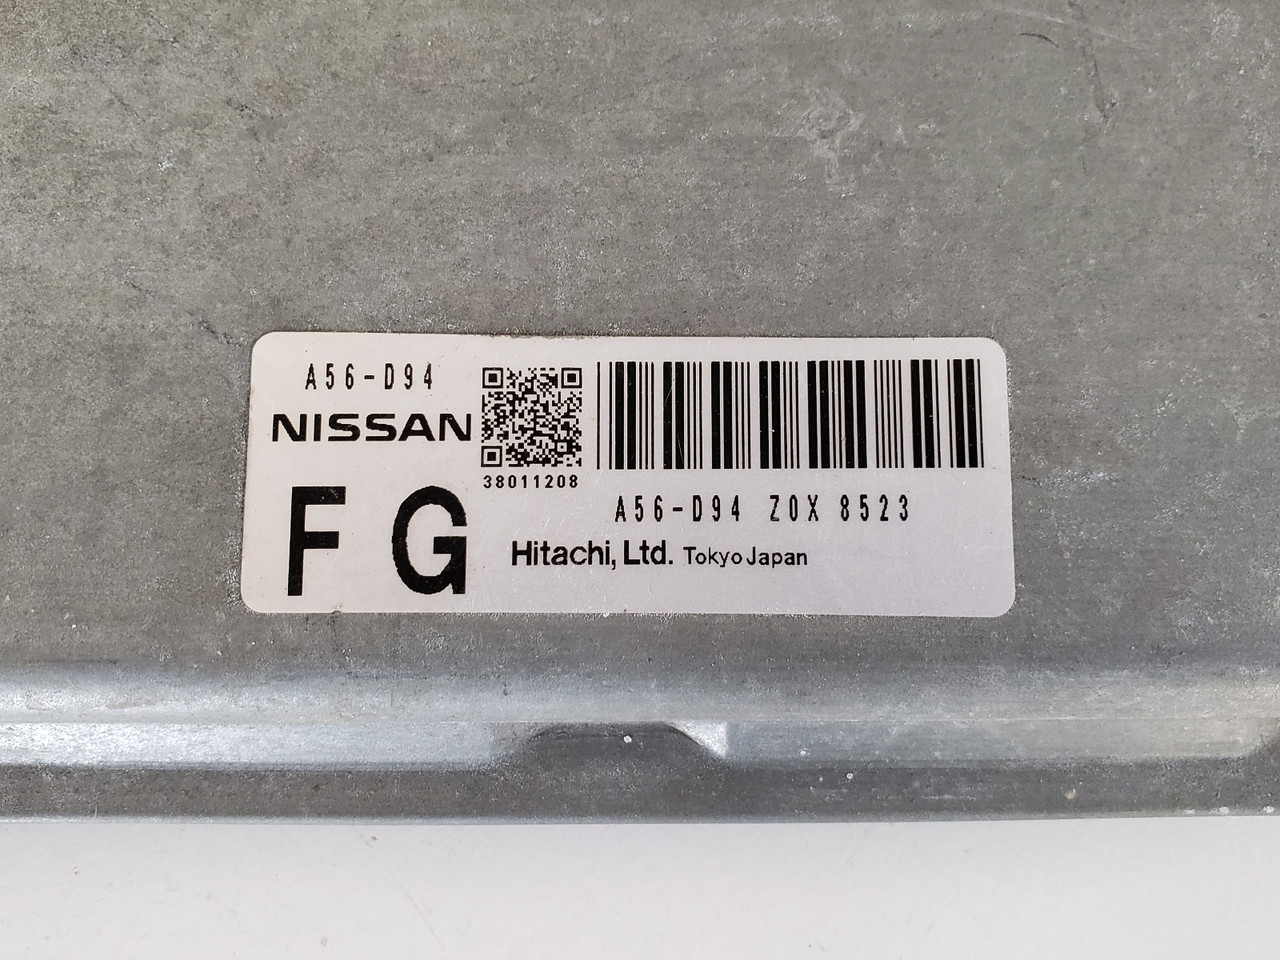 A56-D94
NISSAN
F G
38011208
A56-D94 Z0X 8523
Hitachi, Ltd. Tokyo Japan